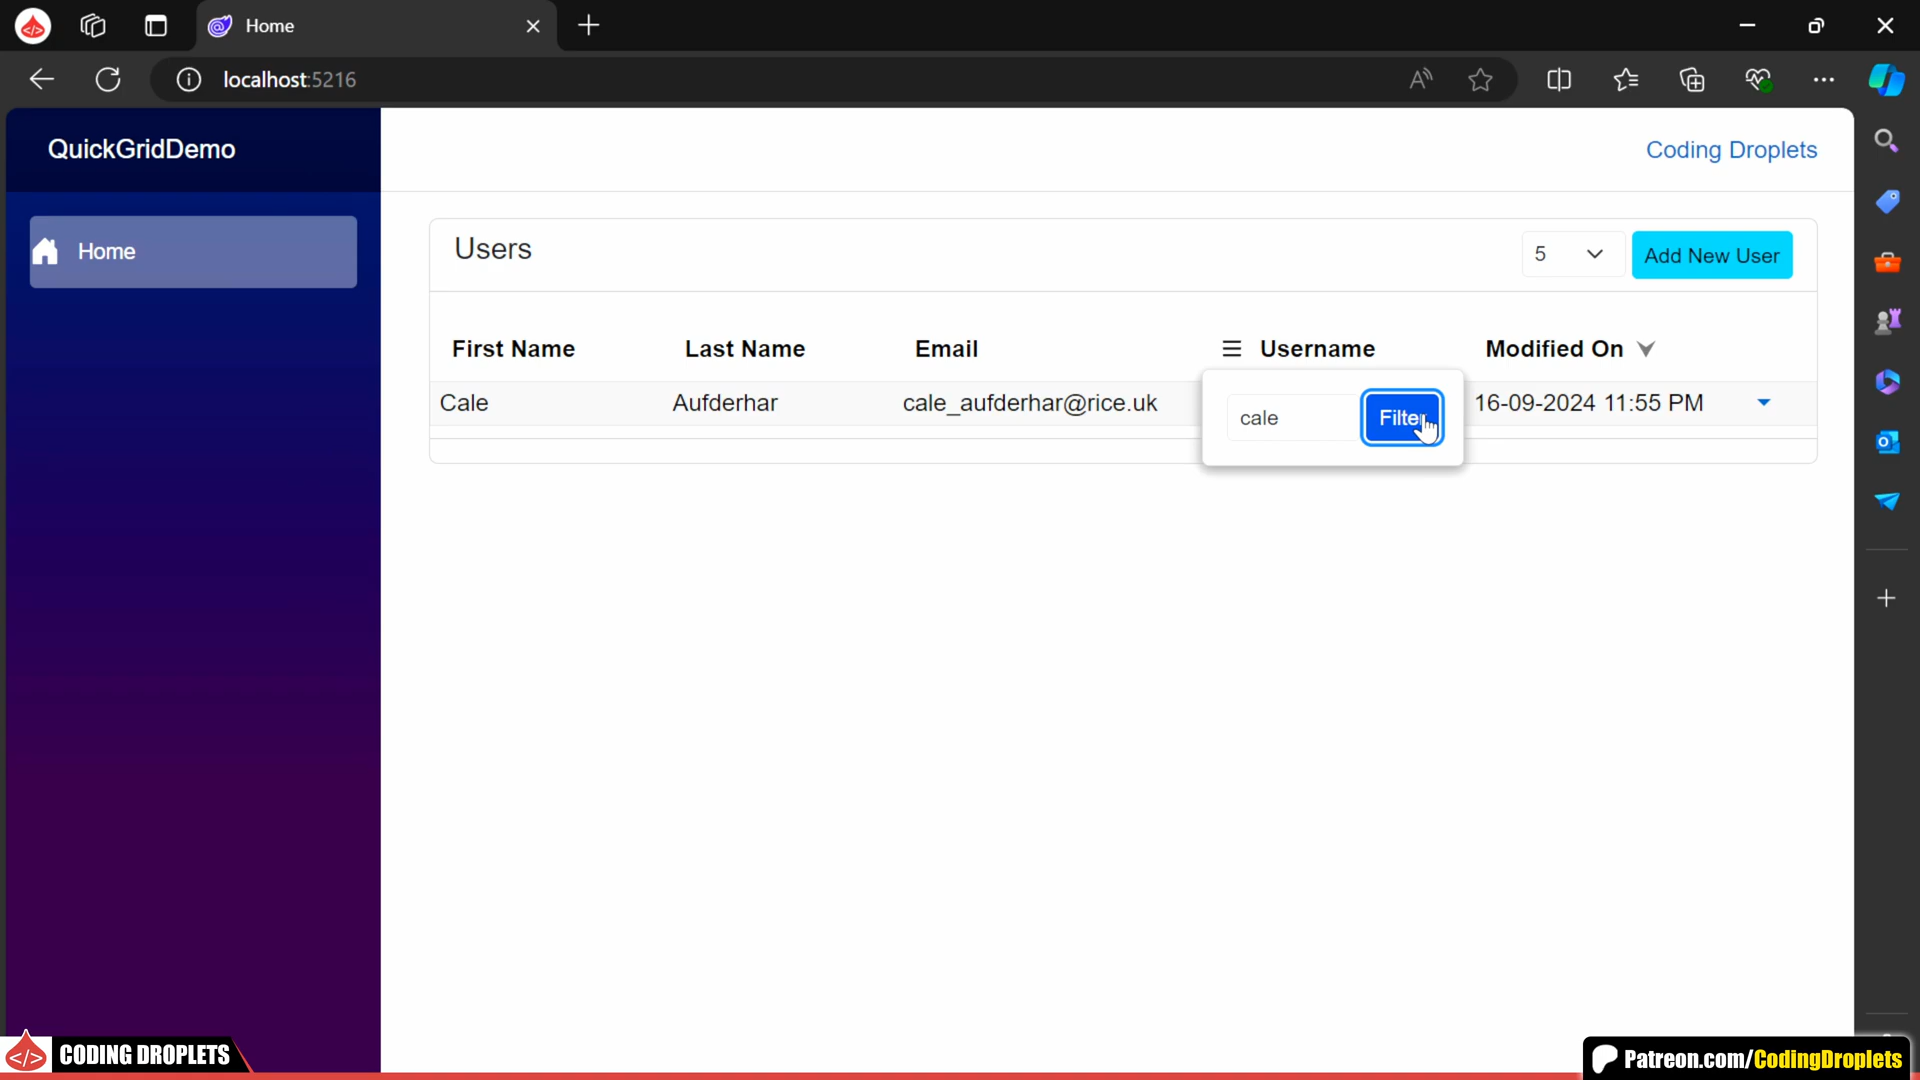 Home
localhost:5216
QuickGridDemo
Coding Droplets
Home
Users
5
Add New User
First Name
Last Name
Email
Username
Modified On
Cale
Aufderhar
cale_aufderhar@rice.uk
16-09-2024 11:55 PM
cale
Filter
CODING DROPLETS
Patreon.com/CodingDroplets